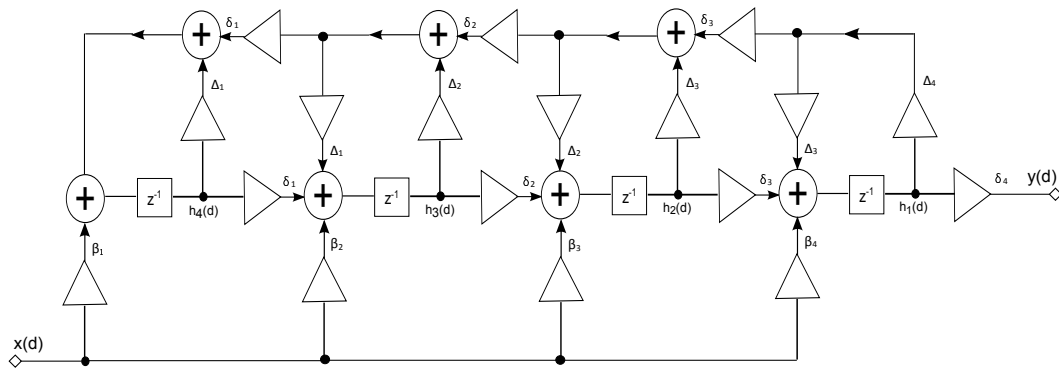 δ₁ δ₂ δ₃
+ + +
Δ₁ Δ₂ Δ₃ Δ₄
Δ₁ Δ₂ Δ₃
δ₁ δ₂ δ₃ δ₄ y(d)
+ z⁻¹ + z⁻¹ + z⁻¹ + z⁻¹
h₄(d) h₃(d) h₂(d) h₁(d)
β₁ β₂ β₃ β₄
x(d)